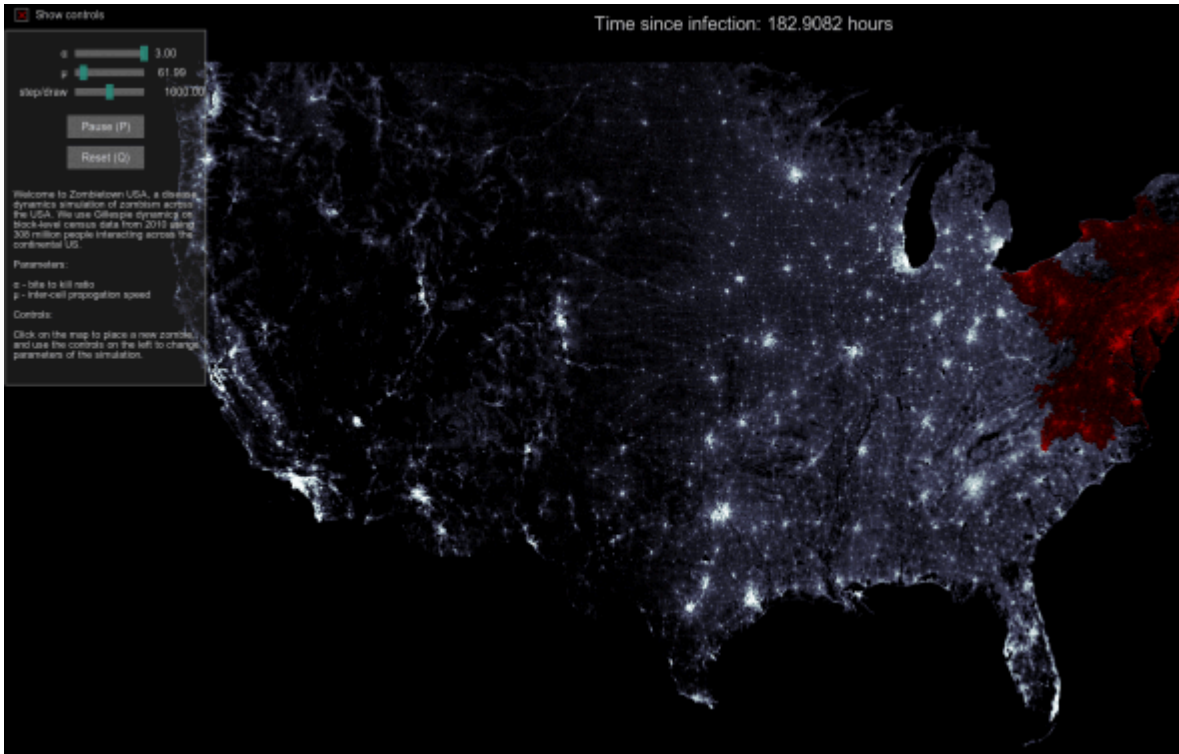 Show controls
Time since infection: 182.9082 hours
α 3.00
μ 61.99
step/draw 1000.00
Pause (P)
Reset (Q)
Welcome to Zombietown USA, a disease
dynamics simulation of zombism across
the USA. We use Gillespie dynamics on
block-level census data from 2010 using
308 million people interacting across the
continental US.
Parameters:
α - bite to kill ratio
μ - inter-cell propogation speed
Controls:
Click on the map to place a new zombie,
and use the controls on the left to change
parameters of the simulation.